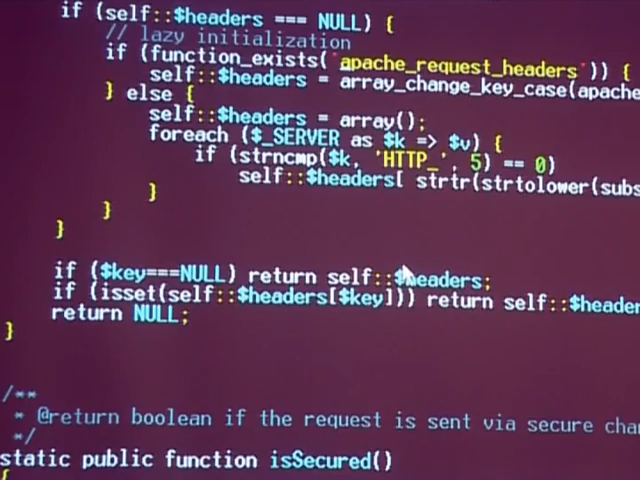 if (self::$headers === NULL) {
// lazy initialization
if (function_exists('apache_request_headers')) {
self::$headers = array_change_key_case(apache
} else {
self::$headers = array();
foreach ($_SERVER as $k => $v) {
if (strncmp($k, 'HTTP_', 5) == 0)
self::$headers[ strtr(strtolower(subs
}
}
}
if ($key===NULL) return self::$headers;
if (isset(self::$headers[$key])) return self::$header
return NULL;
}
/**
* @return boolean if the request is sent via secure chan
*/
static public function isSecured()
{